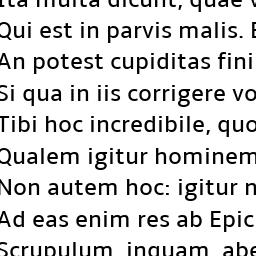 Ita multa dicunt, quae
Qui est in parvis malis.
An potest cupiditas fini
Si qua in iis corrigere vo
Tibi hoc incredibile, quo
Qualem igitur hominem
Non autem hoc: igitur n
Ad eas enim res ab Epic
Scrupulum, inquam, abe